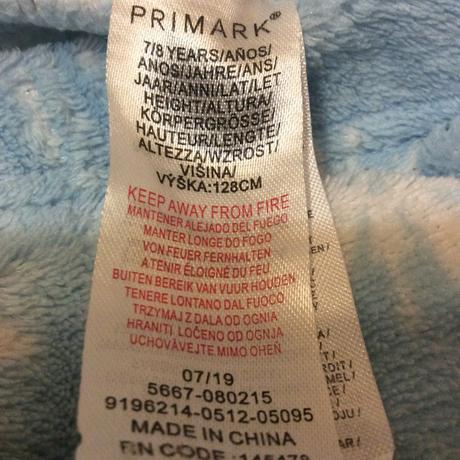 PRIMARK®
7/8 YEARS/AÑOS/
ANOS/JAHRE/ANS/
JAAR/ANNI/LAT/LET
HEIGHT/ALTURA/
KÖRPERGRÖSSE/
HAUTEUR/LENGTE/
ALTEZZA/WZROST/
VIŠINA/
VÝŠKA:128CM
KEEP AWAY FROM FIRE
MANTENER ALEJADO DEL FUEGO
MANTER LONGE DO FOGO
VON FEUER FERNHALTEN
A TENIR ÉLOIGNÉ DU FEU
BUITEN BEREIK VAN VUUR HOUDEN
TENERE LONTANO DAL FUOCO
TRZYMAJ Z DALA OD OGNIA
HRANITI LOČENO OD OGNJA
UCHOVÁVEJTE MIMO OHEŇ
07/19
5667-080215
9196214-0512-05095
MADE IN CHINA
RN CODE :